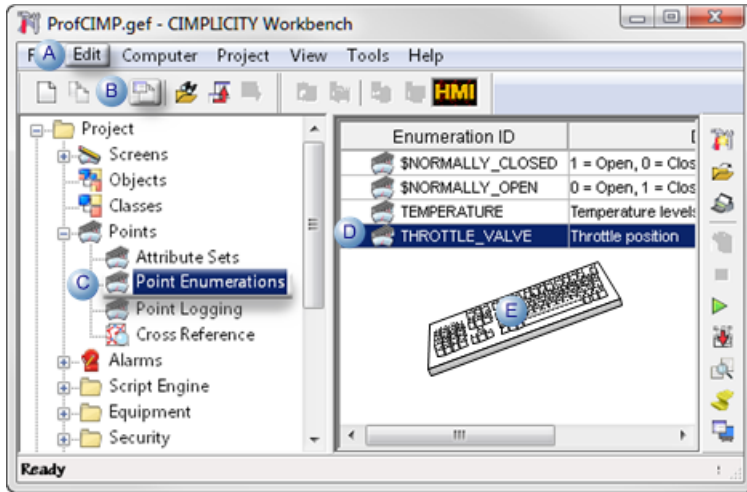 ProfCIMP.gef - CIMPLICITY Workbench
F A Edit Computer Project View Tools Help
B HMI
Project
Screens
Objects
Classes
Points
Attribute Sets
C Point Enumerations
Point Logging
Cross Reference
Alarms
Script Engine
Equipment
Security
Enumeration ID
$NORMALLY_CLOSED 1 = Open, 0 = Clos
$NORMALLY_OPEN 0 = Open, 1 = Clos
TEMPERATURE Temperature levels
D THROTTLE_VALVE Throttle position
E
Ready